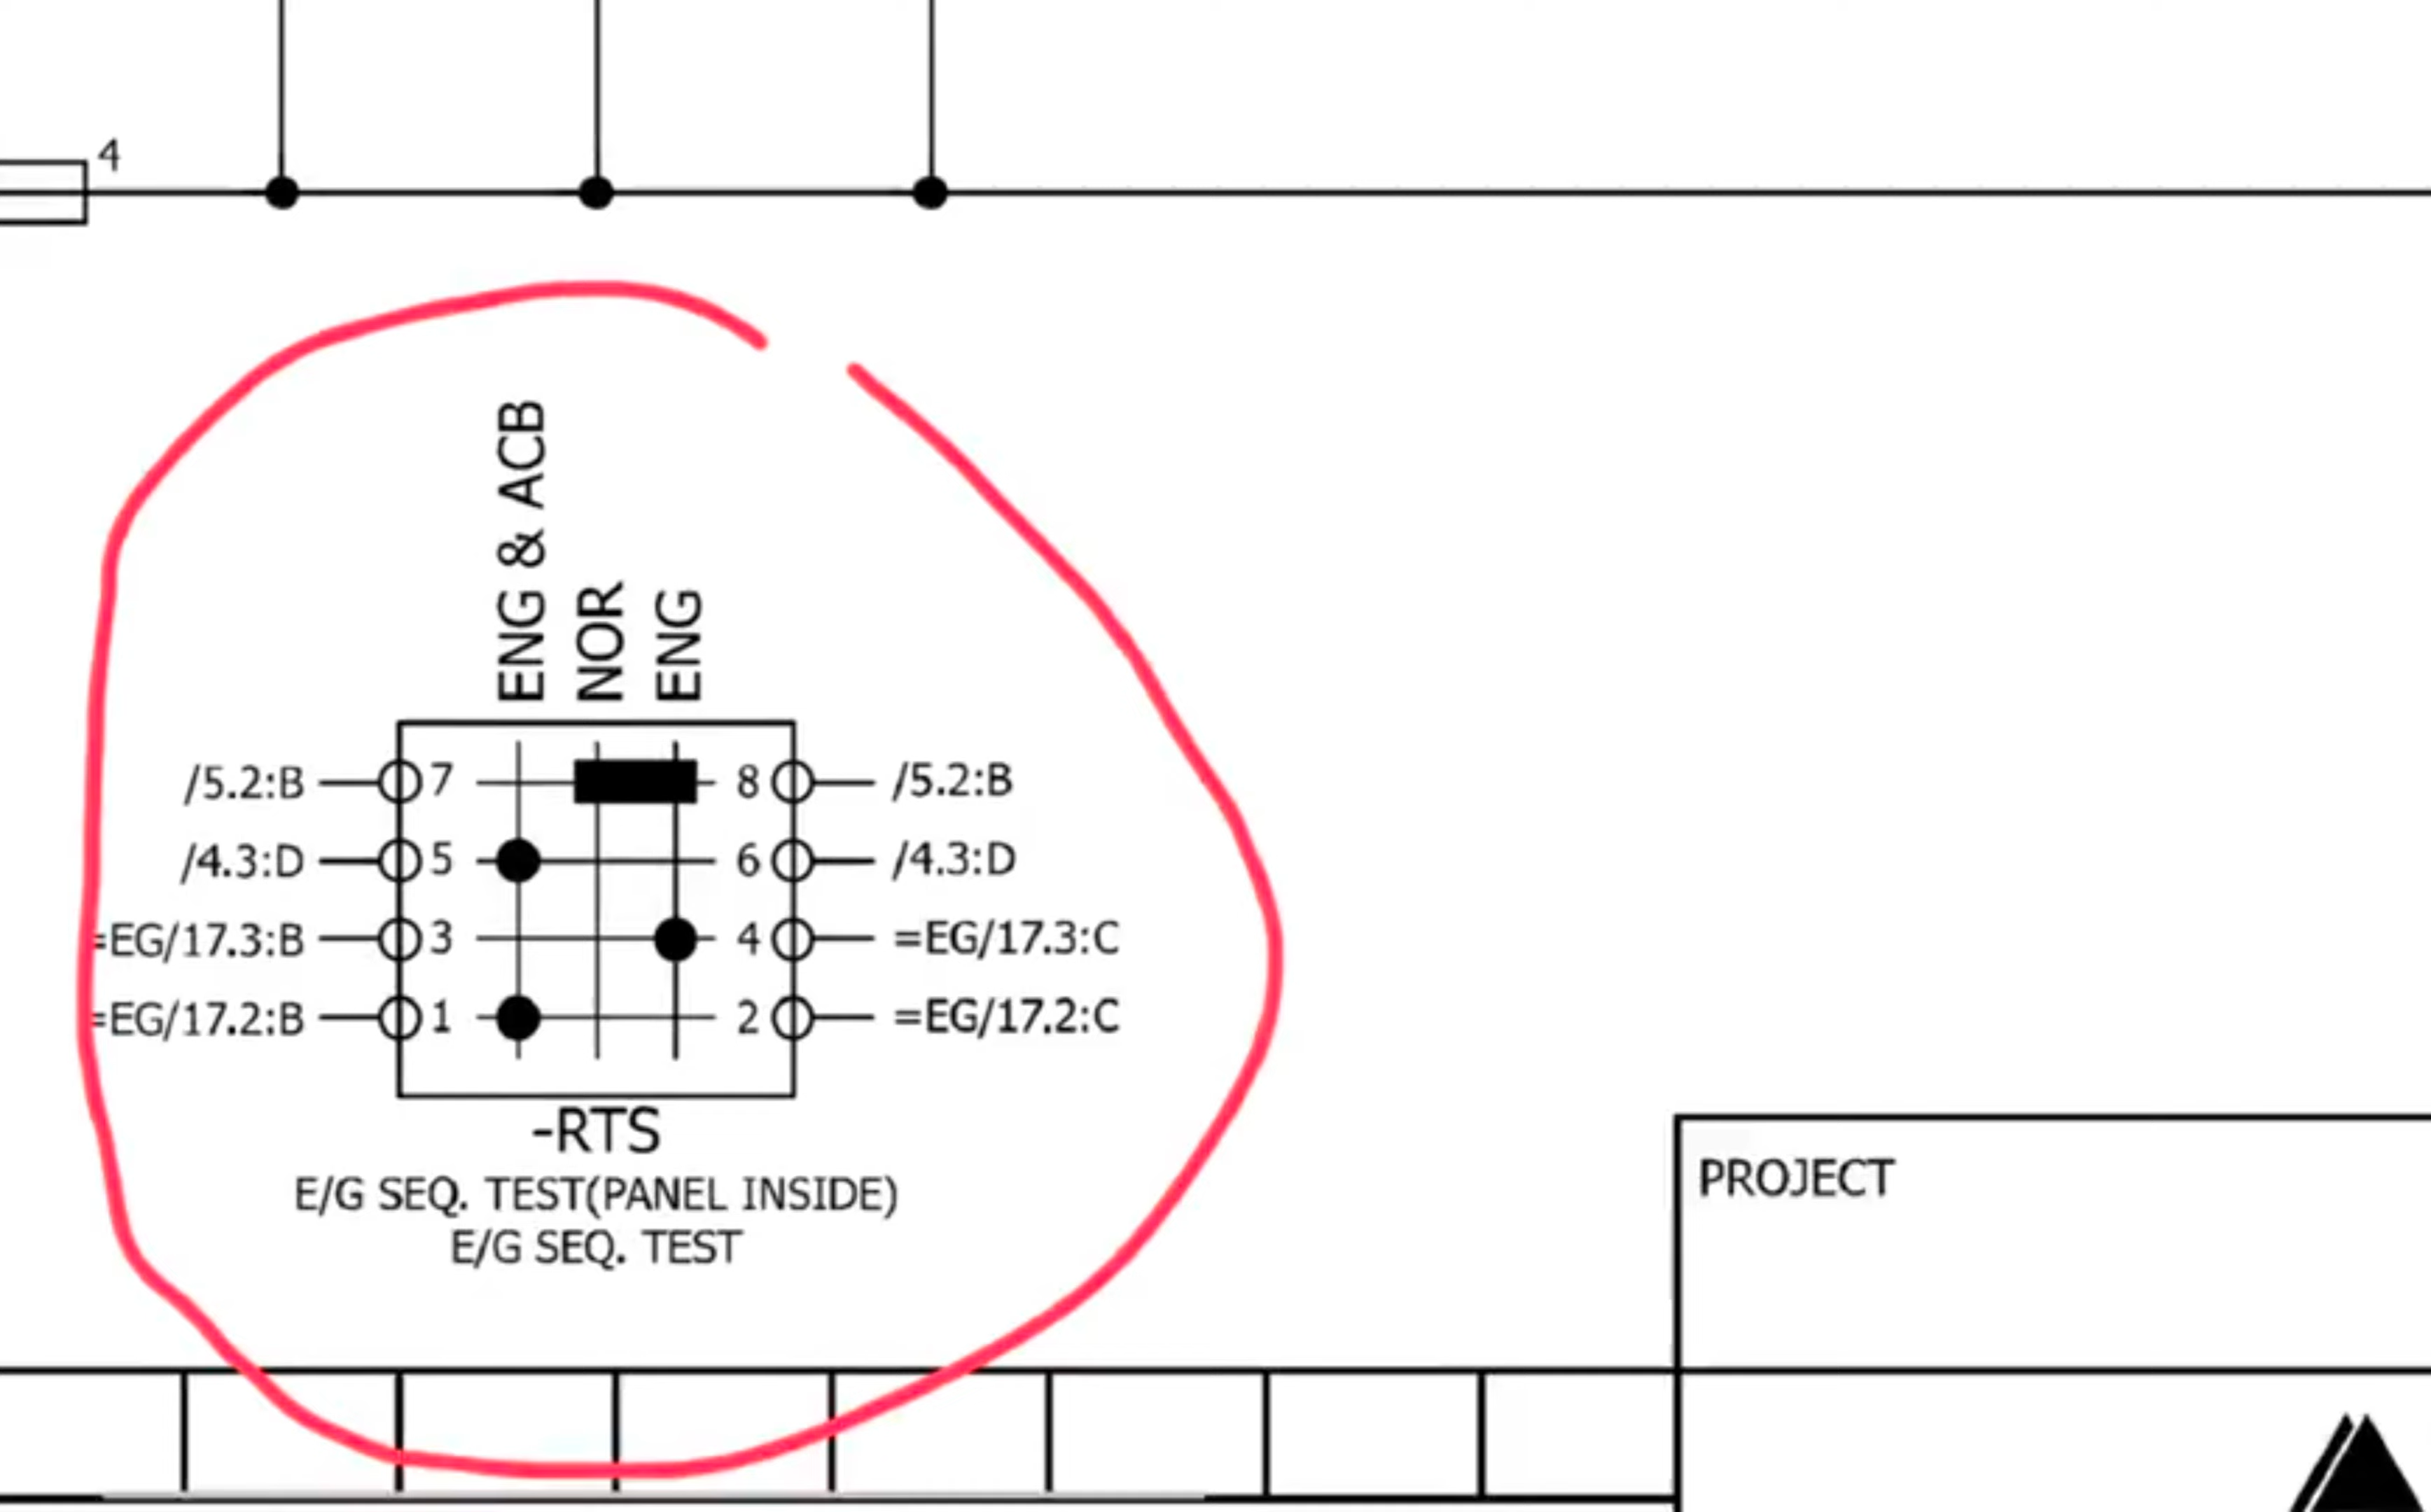 4
ENG & ACB
NOR
ENG
/5.2:B 7 8 /5.2:B
/4.3:D 5 6 /4.3:D
=EG/17.3:B 3 4 =EG/17.3:C
=EG/17.2:B 1 2 =EG/17.2:C
-RTS
E/G SEQ. TEST(PANEL INSIDE)
E/G SEQ. TEST
PROJECT